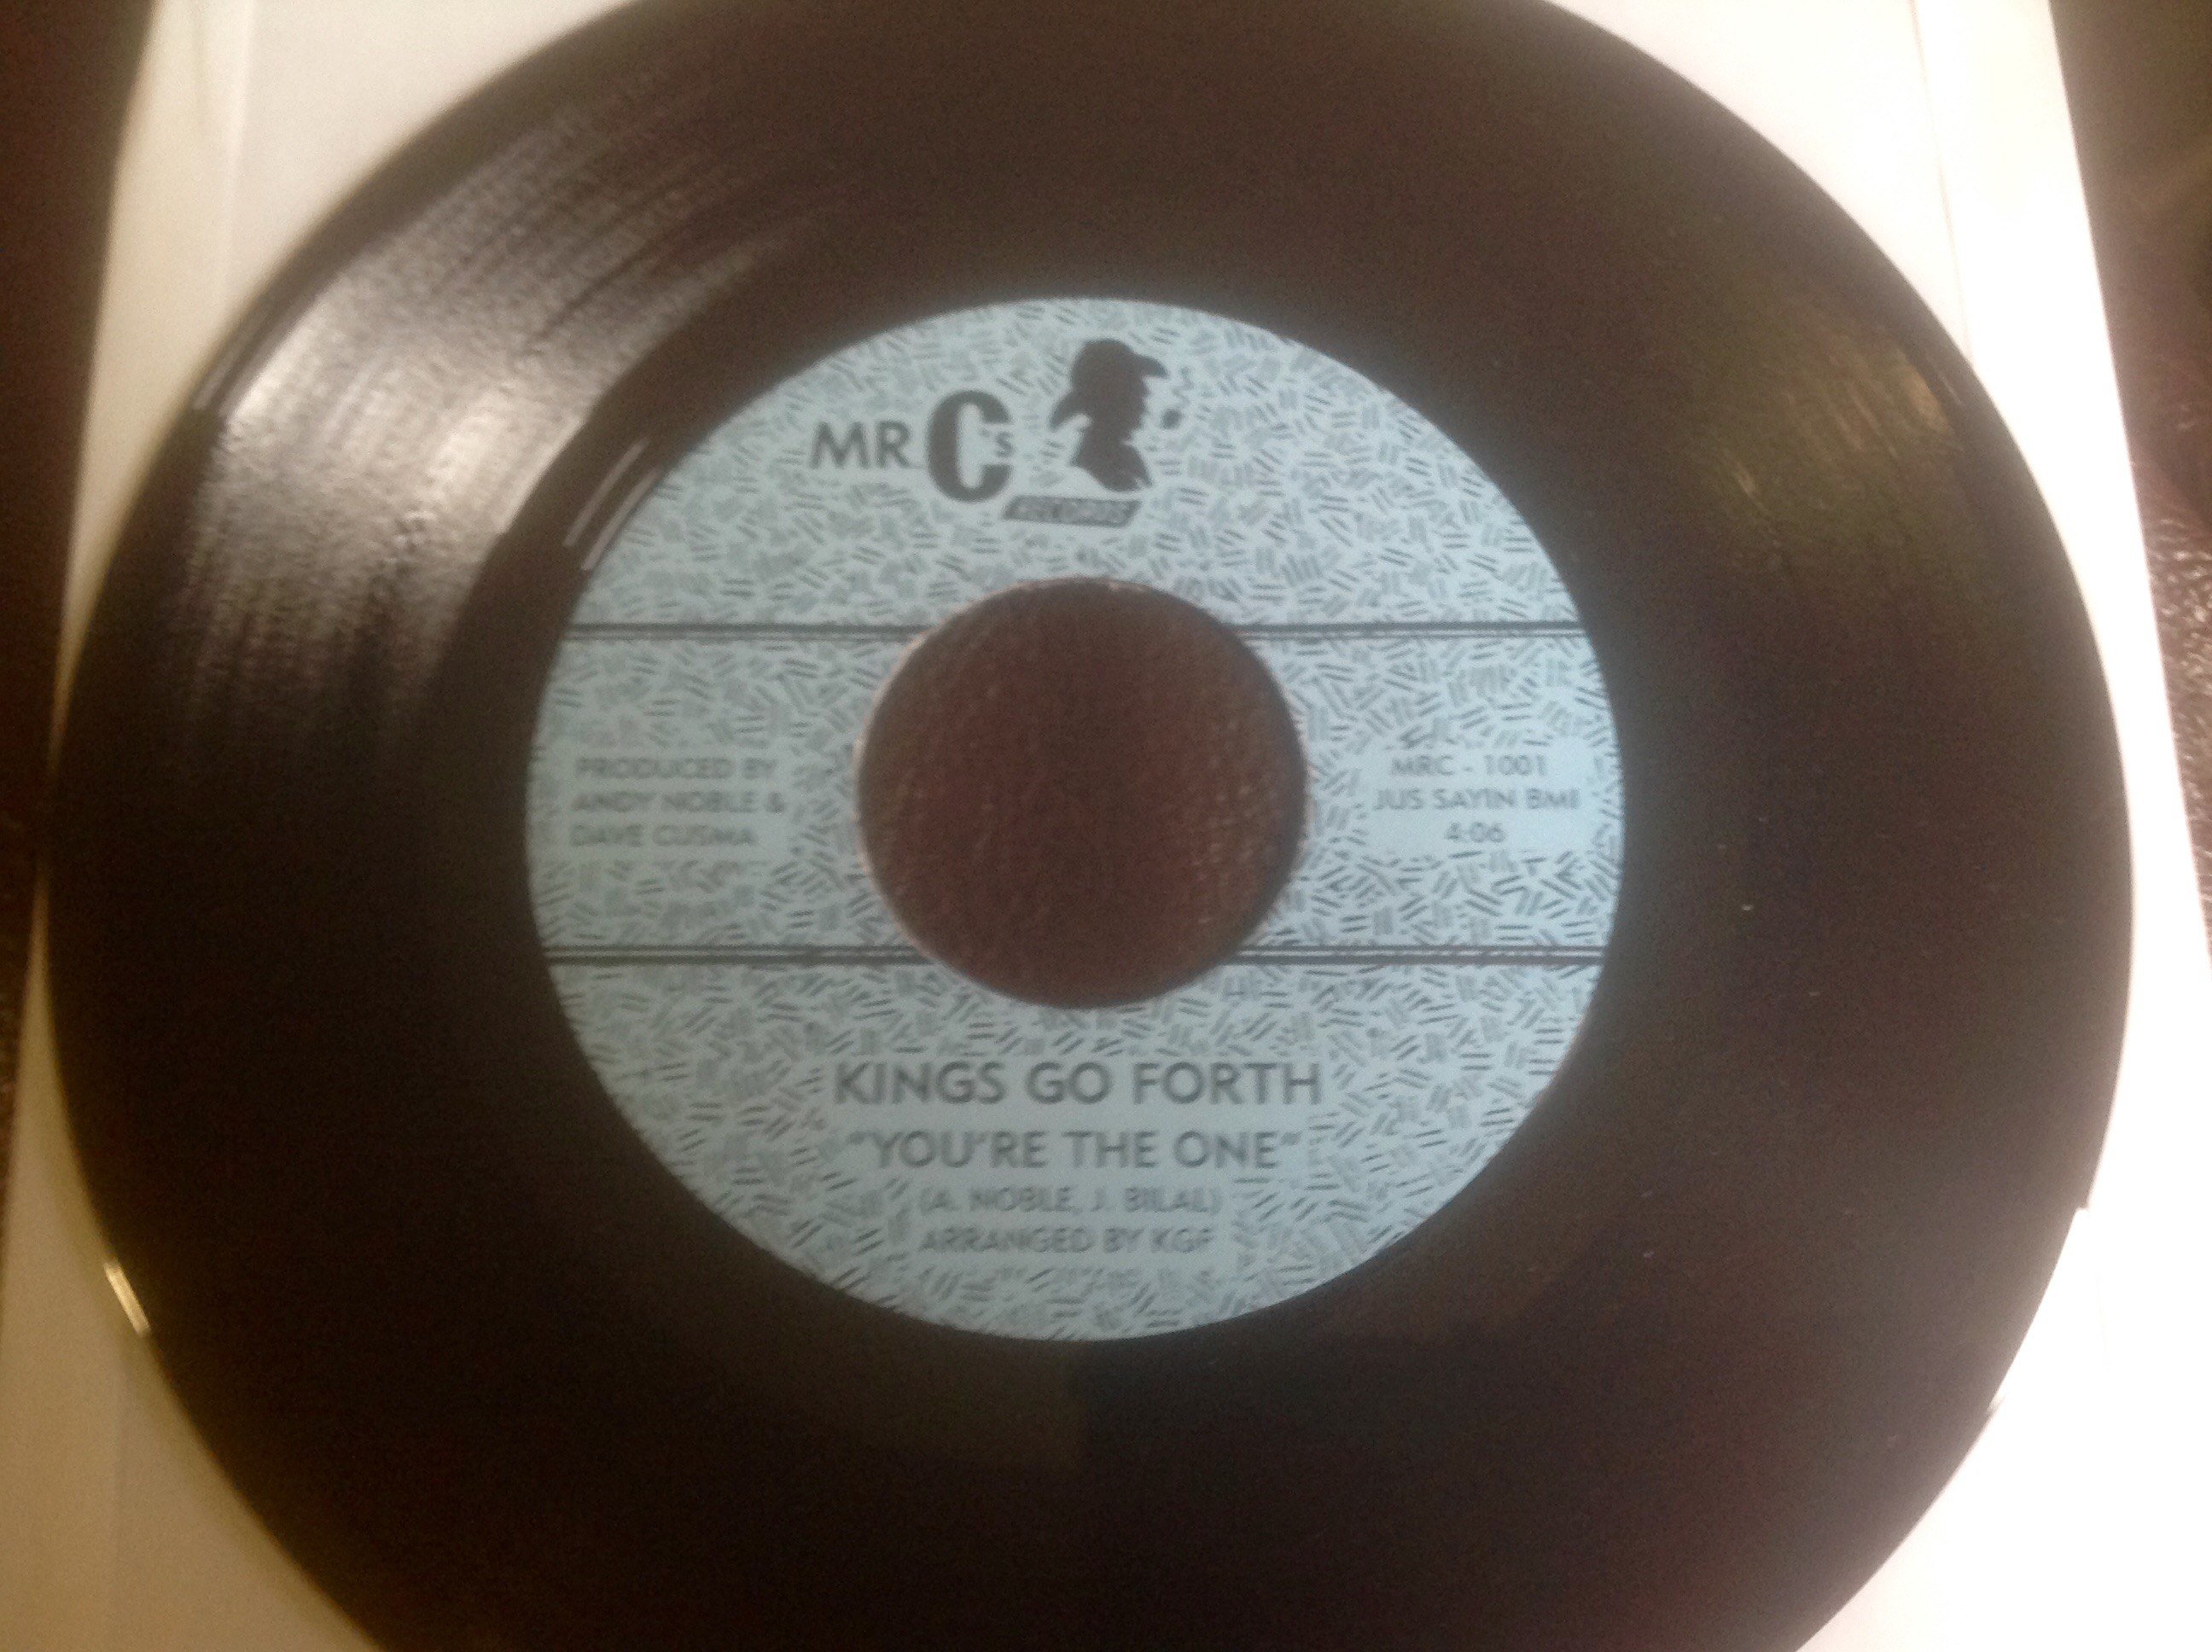 MR C's
RECORDS
PRODUCED BY
ANDY NOBLE &
DAVE CUSMA
MRC - 1001
JUS SAYIN BMI
4:06
KINGS GO FORTH
"YOU'RE THE ONE"
(A. NOBLE, J. BILAL)
ARRANGED BY KGF